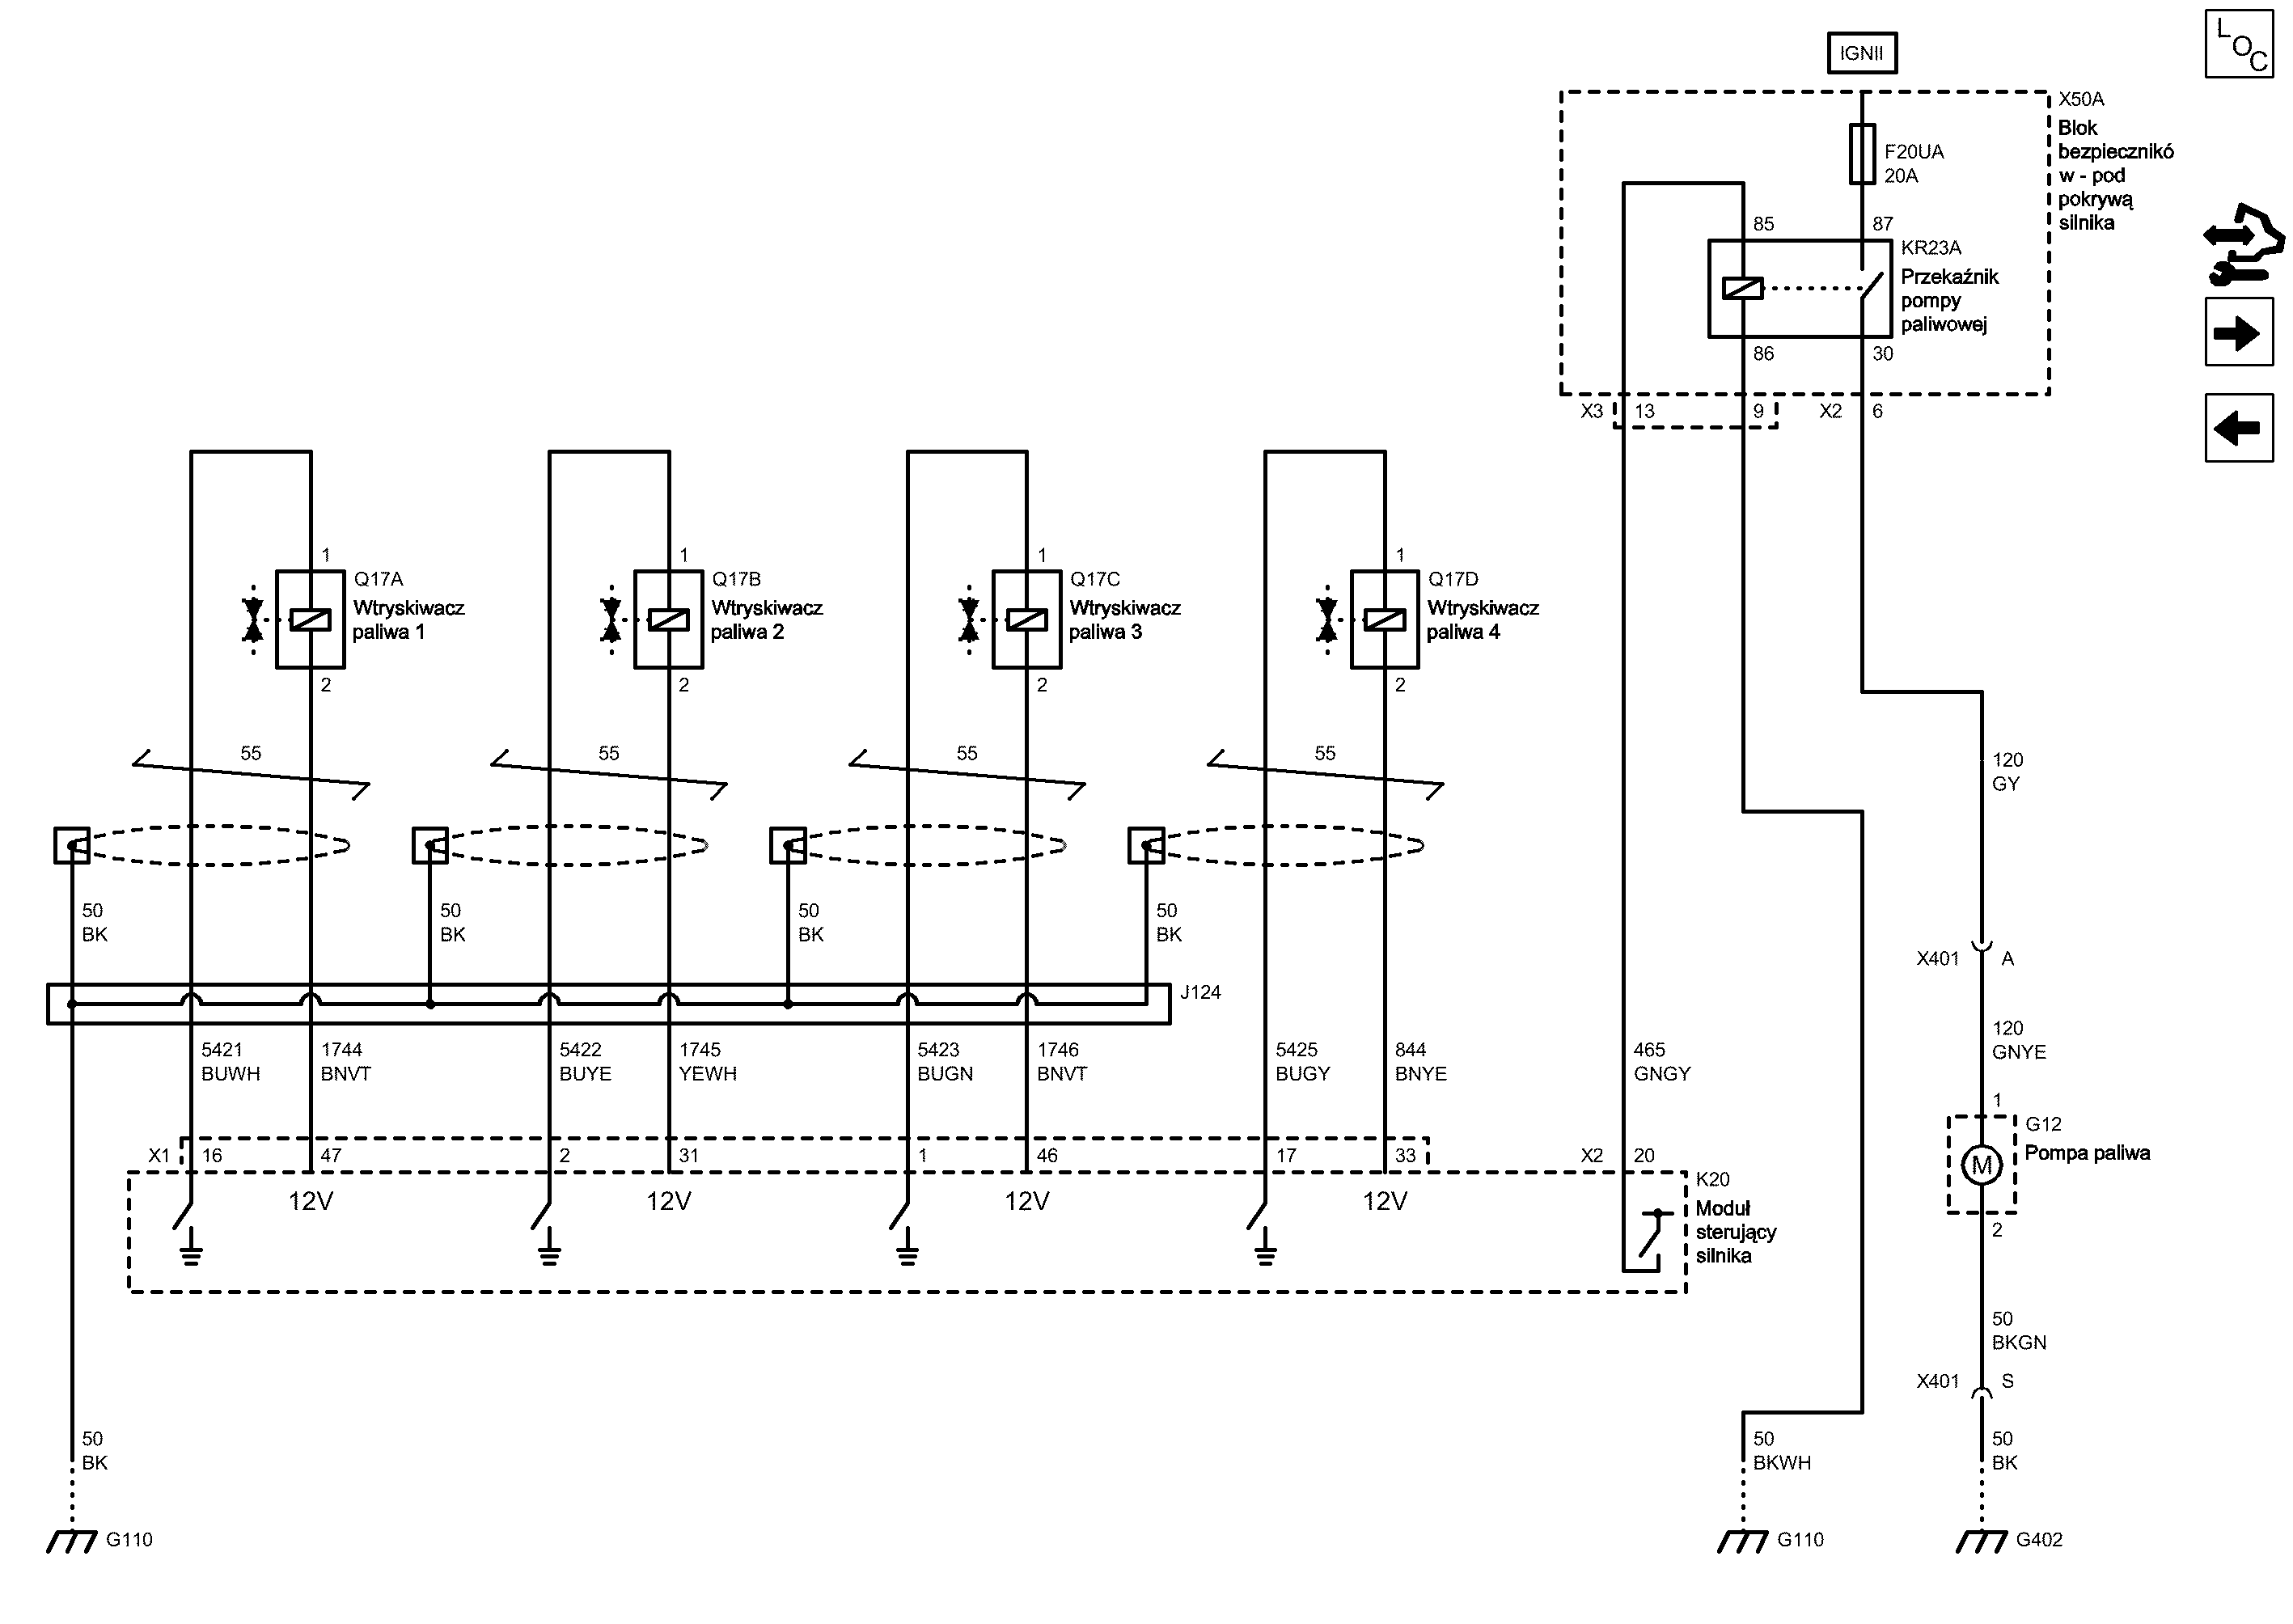 IGNII
LOC
X50A
Blok
bezpiecznikó
w - pod
pokrywą
silnika
F20UA
20A
85
87
KR23A
Przekaźnik
pompy
paliwowej
86
30
X3
13
9
X2
6
1
Q17A
Wtryskiwacz
paliwa 1
2
1
Q17B
Wtryskiwacz
paliwa 2
2
1
Q17C
Wtryskiwacz
paliwa 3
2
1
Q17D
Wtryskiwacz
paliwa 4
2
55
55
55
55
120
GY
50
BK
50
BK
50
BK
50
BK
X401
A
J124
5421
BUWH
1744
BNVT
5422
BUYE
1745
YEWH
5423
BUGN
1746
BNVT
5425
BUGY
844
BNYE
465
GNGY
120
GNYE
X1
16
47
2
31
1
46
17
33
X2
20
12V
12V
12V
12V
K20
Moduł
sterujący
silnika
1
G12
Pompa paliwa
M
2
50
BKGN
X401
S
50
BK
50
BKWH
50
BK
G110
G110
G402